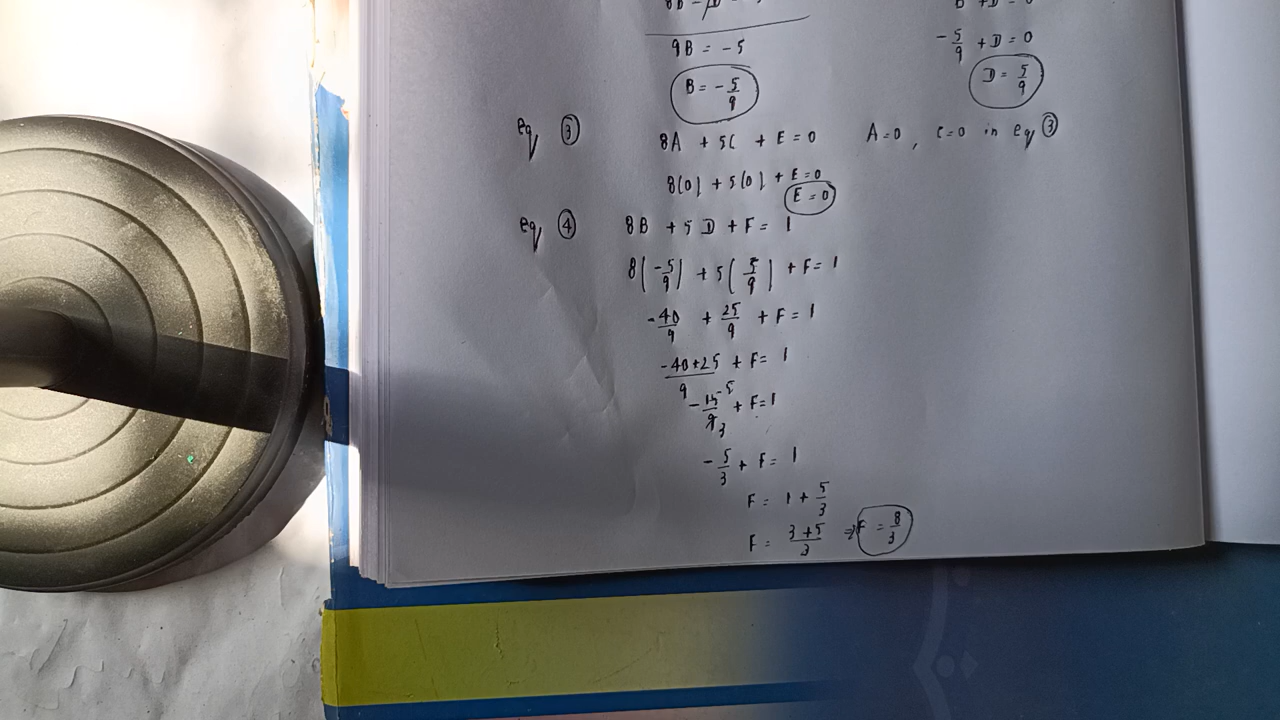 9B = -5
-5/9 + D = 0
B = -5/9
D = 5/9
eq ③ 8A + 5C + E = 0 A=0, C=0 in eq ③
8(0) + 5(0) + E = 0
E = 0
eq ④ 8B + 5D + F = 1
8(-5/9) + 5(5/9) + F = 1
-40/9 + 25/9 + F = 1
-40+25/9 + F = 1
-15/9 -5 3 + F = 1
-5/3 + F = 1
F = 1 + 5/3
F = 3+5/3 ⇒ F = 8/3